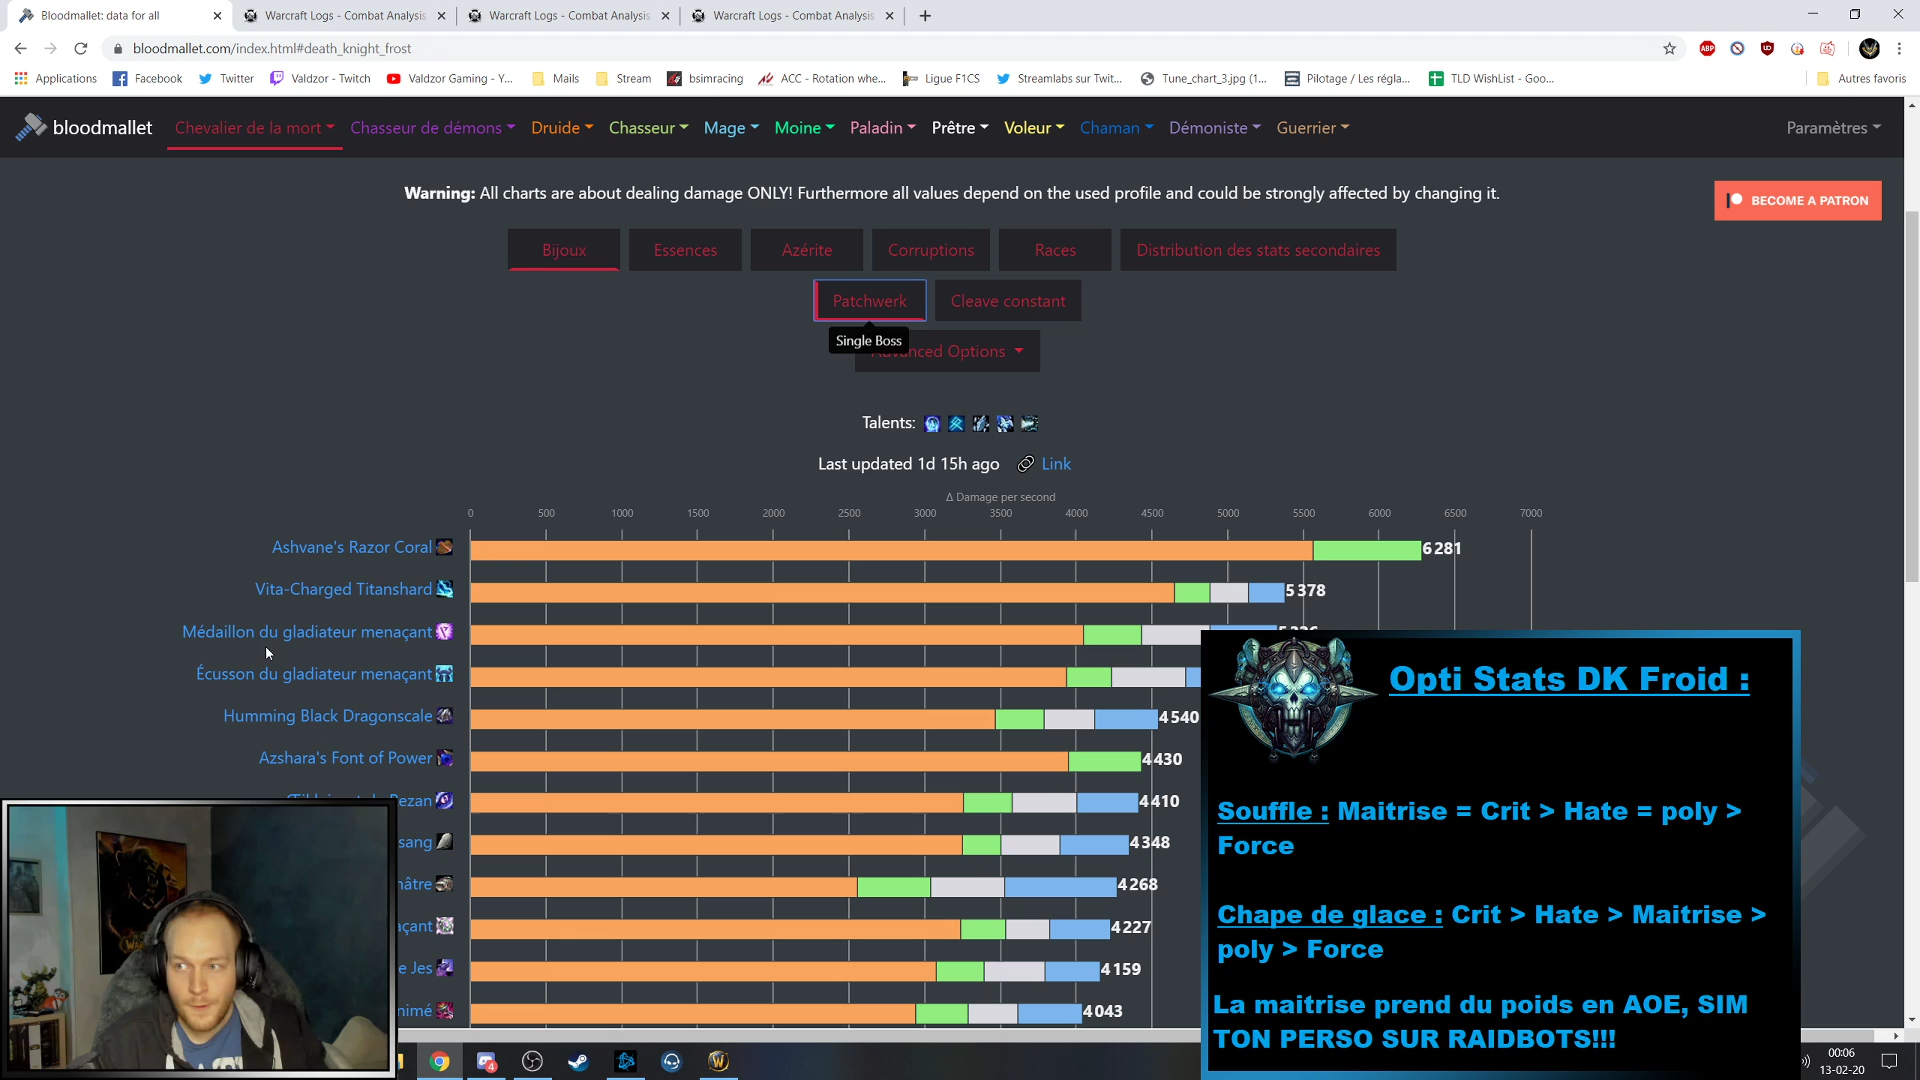 Bloodmallet: data for all
Warcraft Logs - Combat Analysis
Warcraft Logs - Combat Analysis
Warcraft Logs - Combat Analysis
bloodmallet.com/index.html#death_knight_frost
ABP
Applications
Facebook
Twitter
Valdzor - Twitch
Valdzor Gaming - Y...
Mails
Stream
bsimracing
ACC - Rotation whe...
Ligue F1CS
Streamlabs sur Twit...
Tune_chart_3.jpg (1...
Pilotage / Les régla...
TLD WishList - Goo...
Autres favoris
bloodmallet
Chevalier de la mort
Chasseur de démons
Druide
Chasseur
Mage
Moine
Paladin
Prêtre
Voleur
Chaman
Démoniste
Guerrier
Paramètres
Warning: All charts are about dealing damage ONLY! Furthermore all values depend on the used profile and could be strongly affected by changing it.
BECOME A PATRON
Bijoux
Essences
Azérite
Corruptions
Races
Distribution des stats secondaires
Patchwerk
Cleave constant
Single Boss
Options
Talents:
Last updated 1d 15h ago
Link
Δ Damage per second
0 500 1000 1500 2000 2500 3000 3500 4000 4500 5000 5500 6000 6500 7000
Ashvane's Razor Coral
6 281
Vita-Charged Titanshard
5 378
Médaillon du gladiateur menaçant
Écusson du gladiateur menaçant
Humming Black Dragonscale
4 540
Azshara's Font of Power
4 430
4 410
sang
4 348
4 268
4 227
4 159
4 043
Opti Stats DK Froid :
Souffle : Maitrise = Crit > Hate = poly >
Force
Chape de glace : Crit > Hate > Maitrise >
poly > Force
La maitrise prend du poids en AOE, SIM
TON PERSO SUR RAIDBOTS!!!
4
00:06
13-02-20